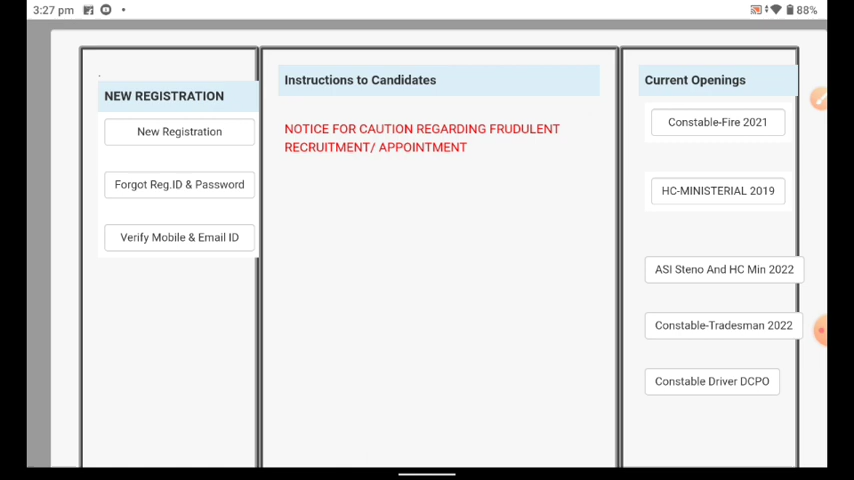 3:27 pm
88%
NEW REGISTRATION
New Registration
Forgot Reg.ID & Password
Verify Mobile & Email ID
Instructions to Candidates
NOTICE FOR CAUTION REGARDING FRUDULENT
RECRUITMENT/ APPOINTMENT
Current Openings
Constable-Fire 2021
HC-MINISTERIAL 2019
ASI Steno And HC Min 2022
Constable-Tradesman 2022
Constable Driver DCPO